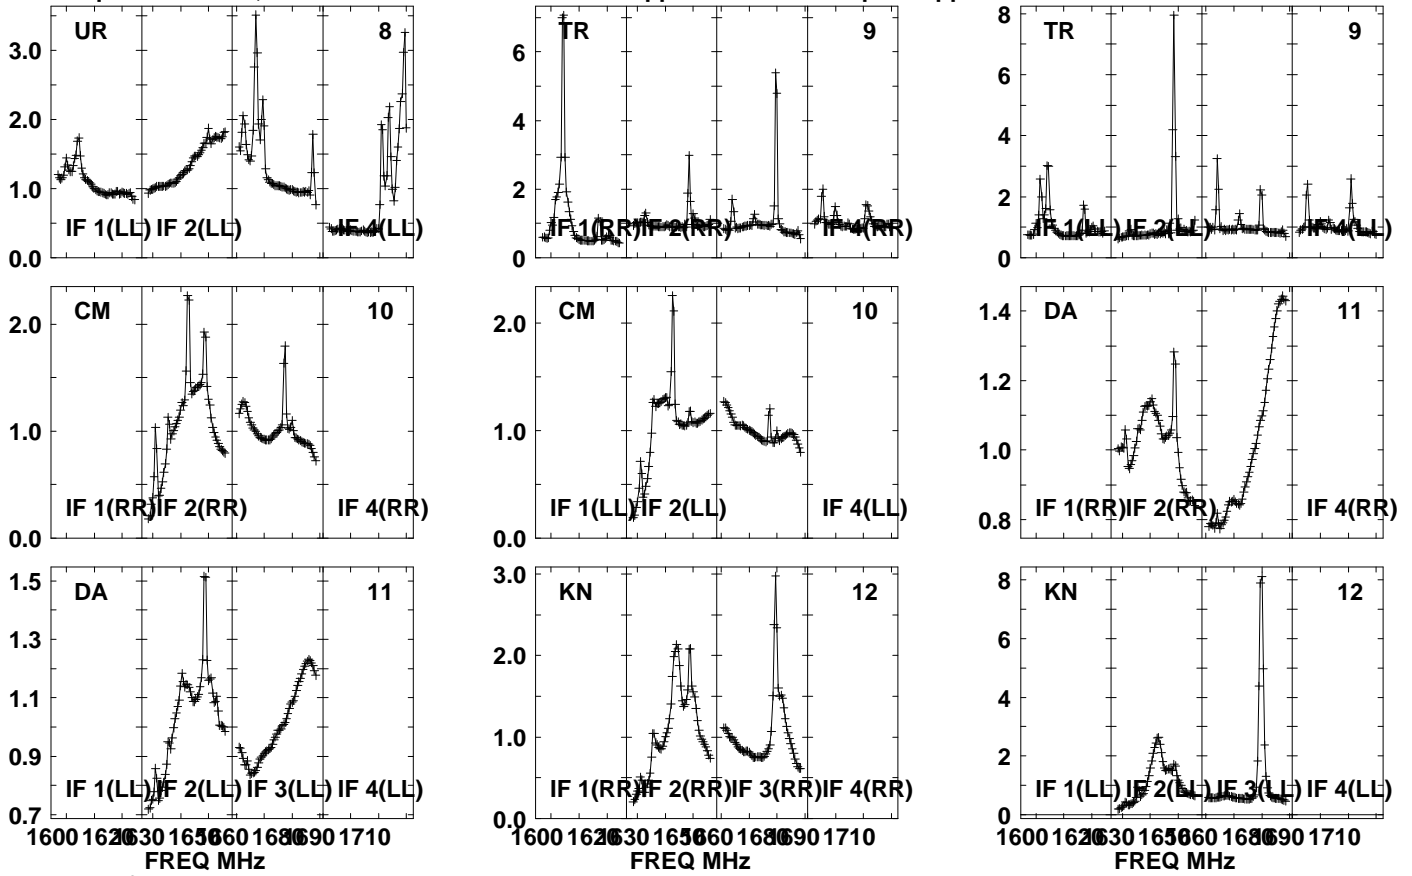 UR 8 TR 9 TR 9
3.0 6 8
2.0 4 6
1.0 2 4
0 2
0
IF 1(LL) IF 2(LL) IF 4(LL) IF 1(RR) IF 2(RR) IF 4(RR) IF 1(LL) IF 2(LL) IF 4(LL)
CM 10 CM 10 DA 11
2.0 2.0 1.4
1.0 1.0 1.2
0.0 0.0 1.0
0.8
IF 1(RR) IF 2(RR) IF 4(RR) IF 1(LL) IF 2(LL) IF 4(LL) IF 1(RR) IF 2(RR) IF 4(RR)
DA 11 KN 12 KN 12
1.5 3.0 8
1.3 2.0 6
1.1 1.0 4
0.9 0.0 2
0.7 0
IF 1(LL) IF 2(LL) IF 3(LL) IF 4(LL) IF 1(RR) IF 2(RR) IF 3(RR) IF 4(RR) IF 1(LL) IF 2(LL) IF 3(LL) IF 4(LL)
1600 1620 1630 1650 1660 1680 1690 1710 1600 1620 1630 1650 1660 1680 1690 1710 1600 1620 1630 1650 1660 1680 1690 1710
FREQ MHz FREQ MHz FREQ MHz